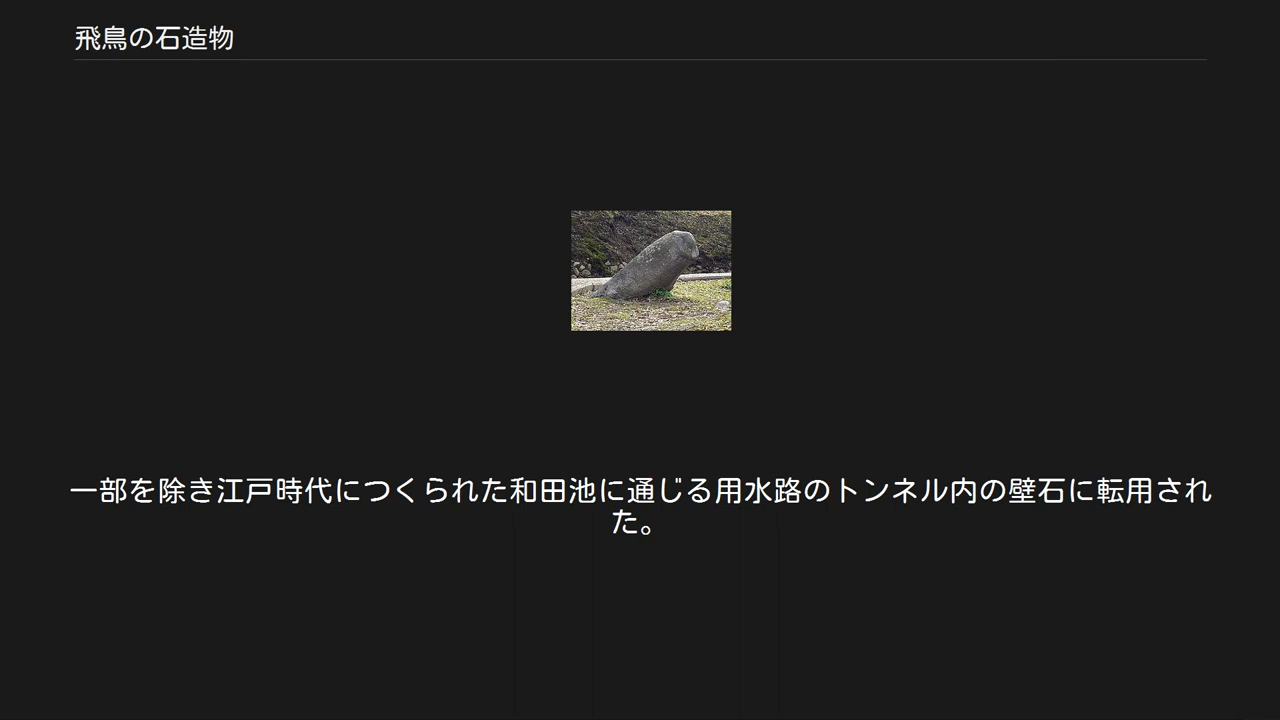 飛鳥の石造物
一部を除き江戸時代につくられた和田池に通じる用水路のトンネル内の壁石に転用され
た。